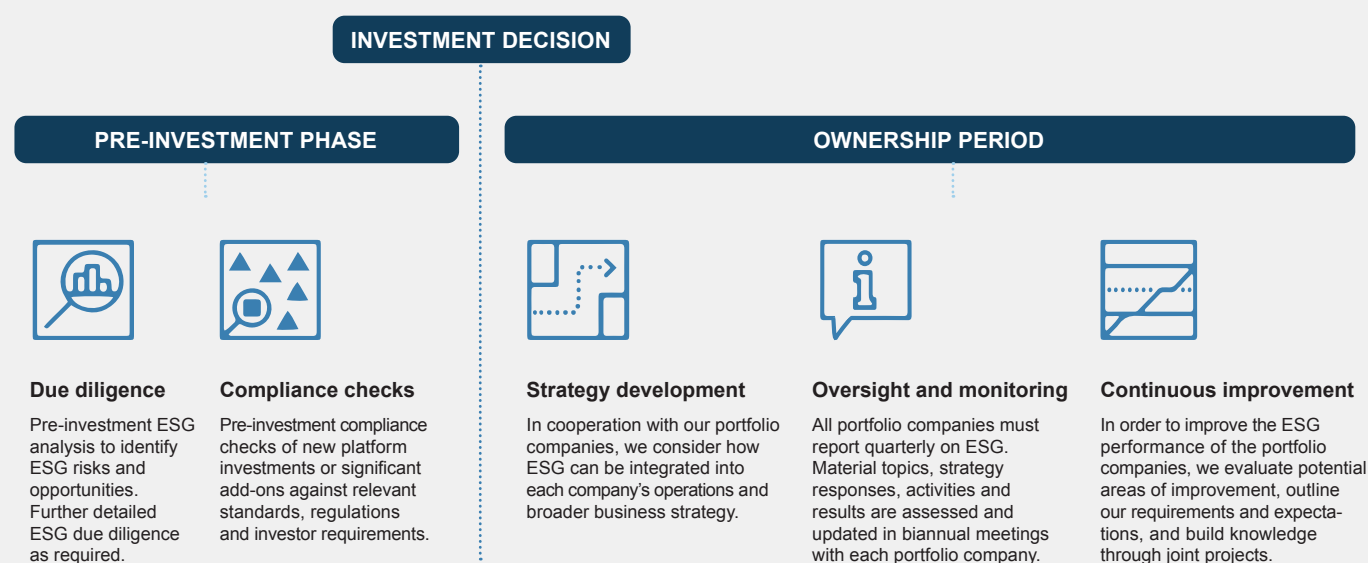 INVESTMENT DECISION
PRE-INVESTMENT PHASE
OWNERSHIP PERIOD
Due diligence
Pre-investment ESG
analysis to identify
ESG risks and
opportunities.
Further detailed
ESG due diligence
as required.
Compliance checks
Pre-investment compliance
checks of new platform
investments or significant
add-ons against relevant
standards, regulations
and investor requirements.
Strategy development
In cooperation with our portfolio
companies, we consider how
ESG can be integrated into
each company's operations and
broader business strategy.
Oversight and monitoring
All portfolio companies must
report quarterly on ESG.
Material topics, strategy
responses, activities and
results are assessed and
updated in biannual meetings
with each portfolio company.
Continuous improvement
In order to improve the ESG
performance of the portfolio
companies, we evaluate potential
areas of improvement, outline
our requirements and expecta-
tions, and build knowledge
through joint projects.